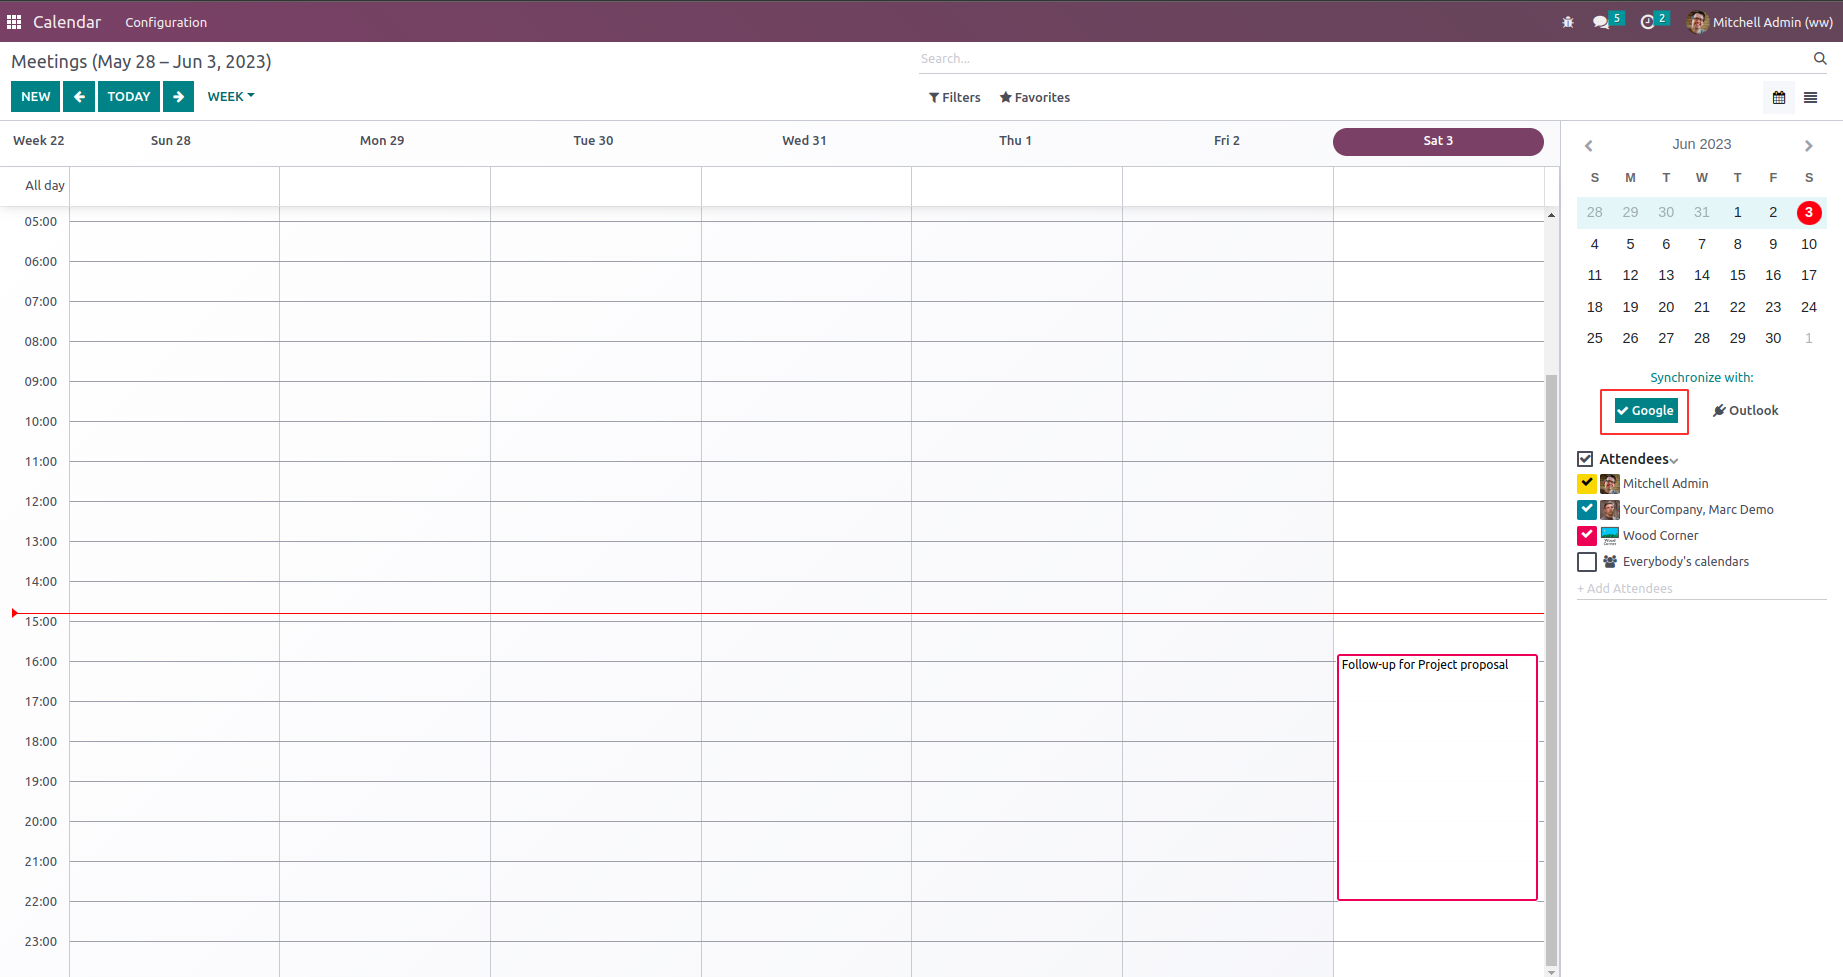 Calendar Configuration 5 2 Mitchell Admin (ww)
Meetings (May 28 – Jun 3, 2023) Search...
NEW TODAY WEEK Filters Favorites
Week 22 Sun 28 Mon 29 Tue 30 Wed 31 Thu 1 Fri 2 Sat 3
All day
05:00
06:00
07:00
08:00
09:00
10:00
11:00
12:00
13:00
14:00
15:00
16:00
17:00
18:00
19:00
20:00
21:00
22:00
23:00
Follow-up for Project proposal
Jun 2023
S M T W T F S
28 29 30 31 1 2 3
4 5 6 7 8 9 10
11 12 13 14 15 16 17
18 19 20 21 22 23 24
25 26 27 28 29 30 1
Synchronize with:
Google Outlook
Attendees
Mitchell Admin
YourCompany, Marc Demo
Wood Corner
Everybody's calendars
+ Add Attendees